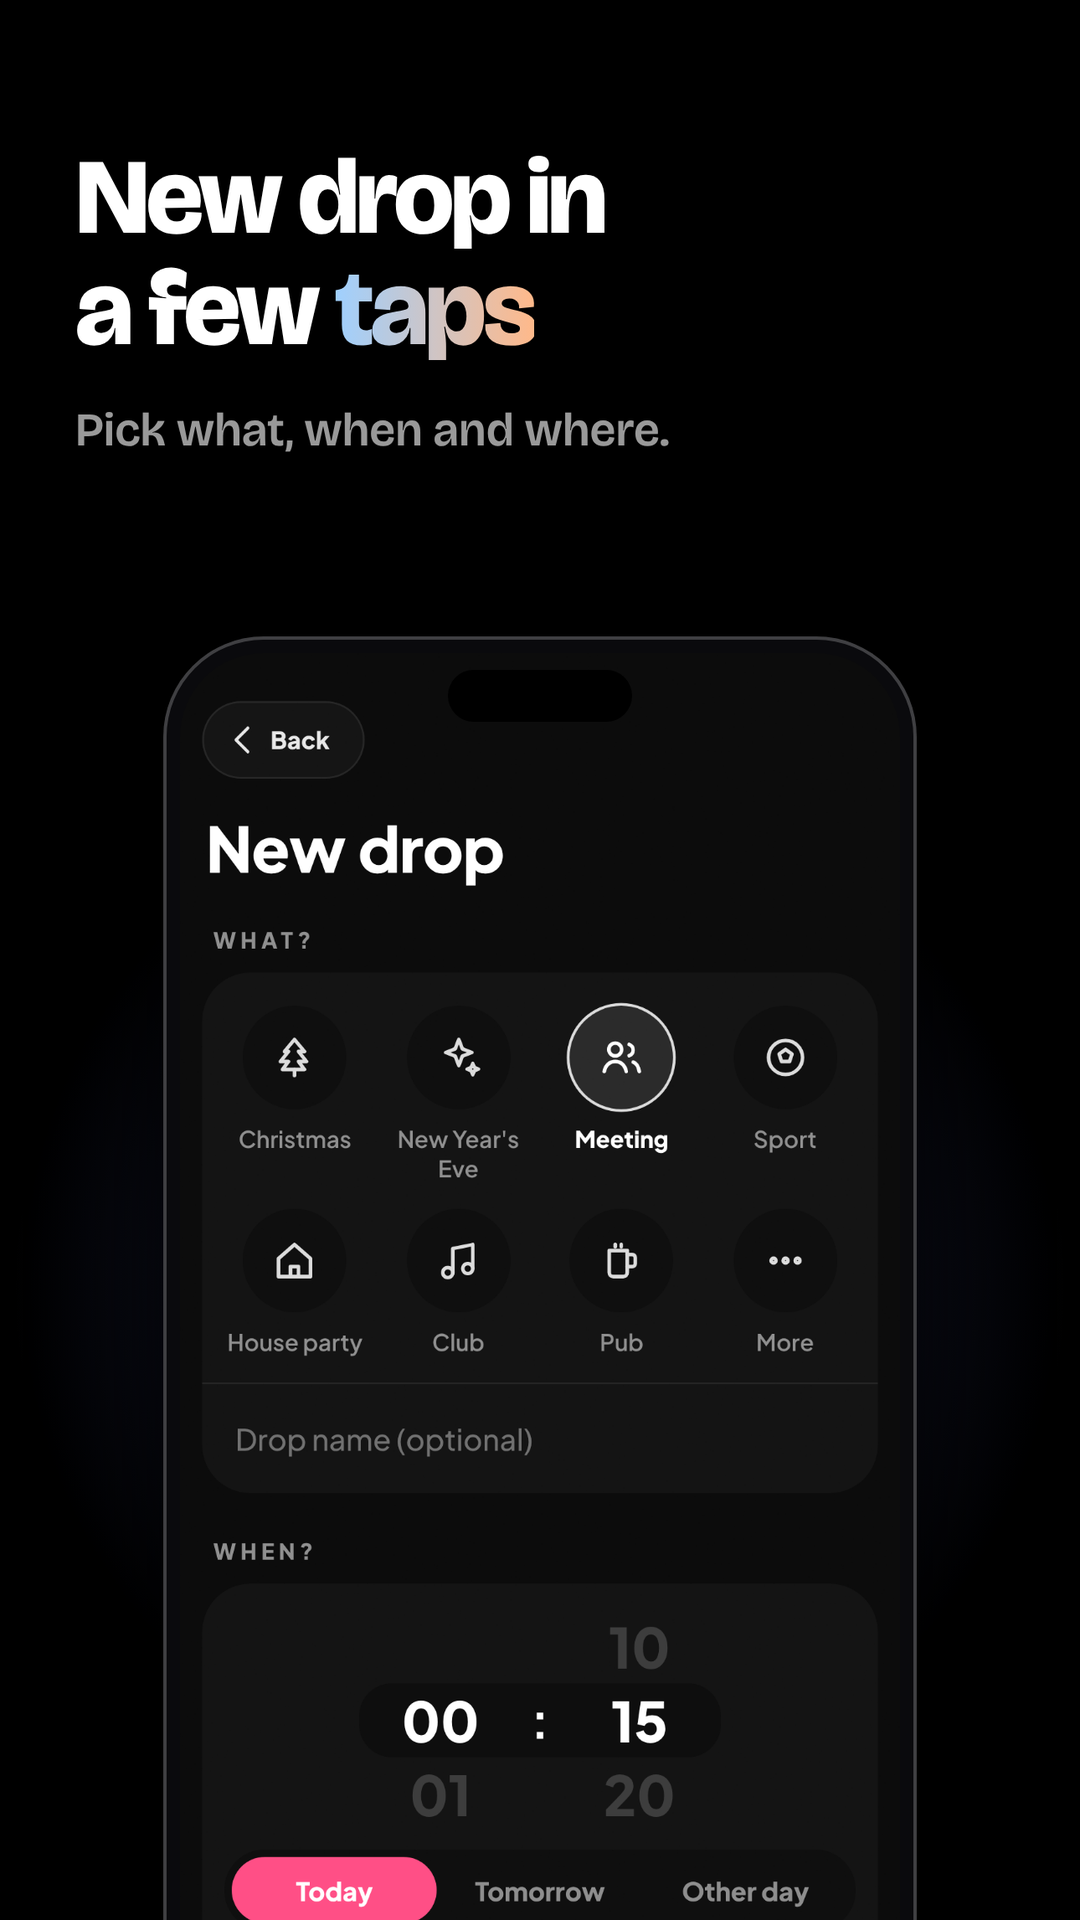 New drop in
a few taps
Pick what, when and where.
Back
New drop
WHAT?
Christmas
New Year's
Eve
Meeting
Sport
House party
Club
Pub
More
Drop name (optional)
WHEN?
10
00 : 15
01 20
Today
Tomorrow
Other day